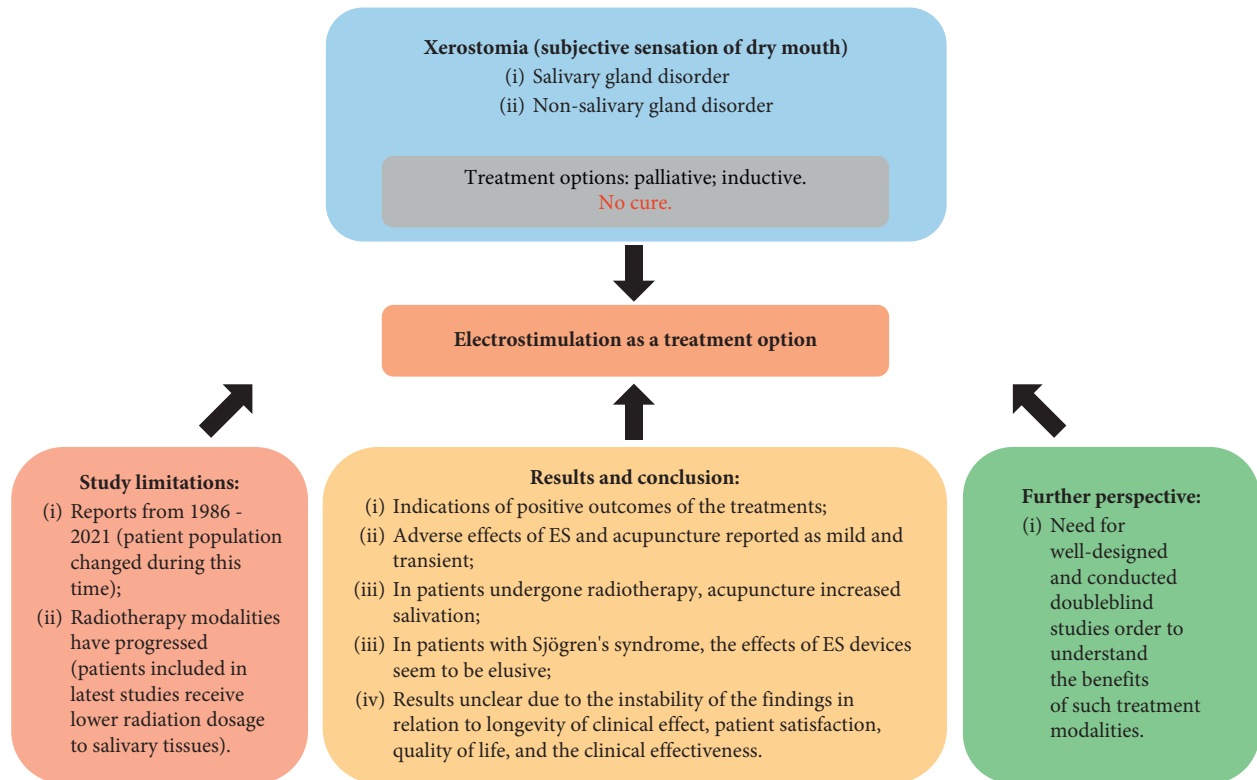 Xerostomia (subjective sensation of dry mouth)
(i) Salivary gland disorder
(ii) Non-salivary gland disorder
Treatment options: palliative; inductive.
No cure.
Electrostimulation as a treatment option
Study limitations:
(i) Reports from 1986 -
2021 (patient population
changed during this
time);
(ii) Radiotherapy modalities
have progressed
(patients included in
latest studies receive
lower radiation dosage
to salivary tissues).
Results and conclusion:
(i) Indications of positive outcomes of the treatments;
(ii) Adverse effects of ES and acupuncture reported as mild and
transient;
(iii) In patients undergone radiotherapy, acupuncture increased
salivation;
(iii) In patients with Sjögren's syndrome, the effects of ES devices
seem to be elusive;
(iv) Results unclear due to the instability of the findings in
relation to longevity of clinical effect, patient satisfaction,
quality of life, and the clinical effectiveness.
Further perspective:
(i) Need for
well-designed
and conducted
doubleblind
studies order to
understand
the benefits
of such treatment
modalities.